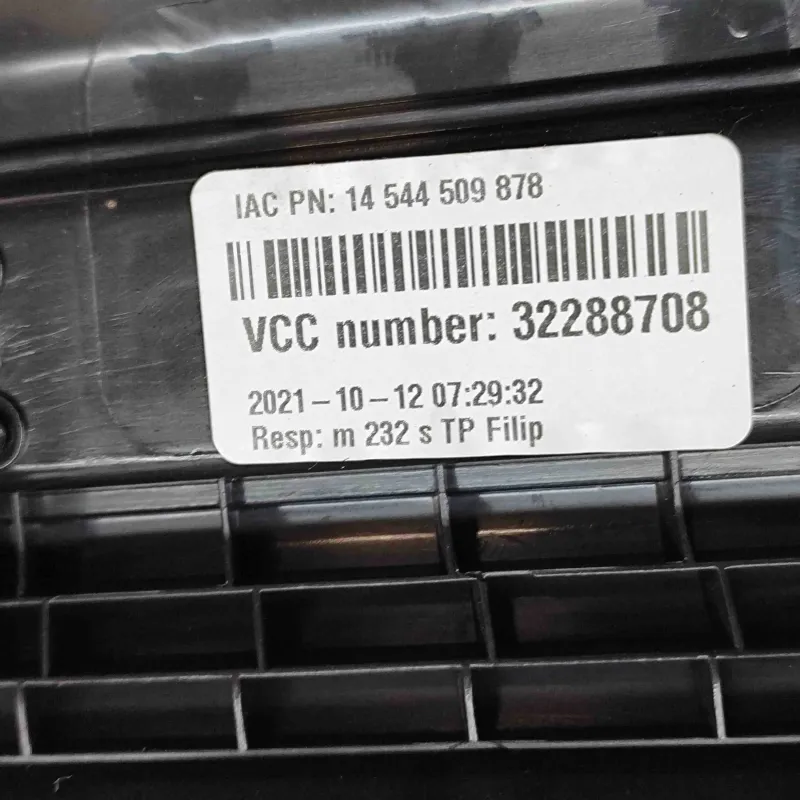 IAC PN: 14 544 509 878
VCC number: 32288708
2021-10-12 07:29:32
Resp: m 232 s TP Filip